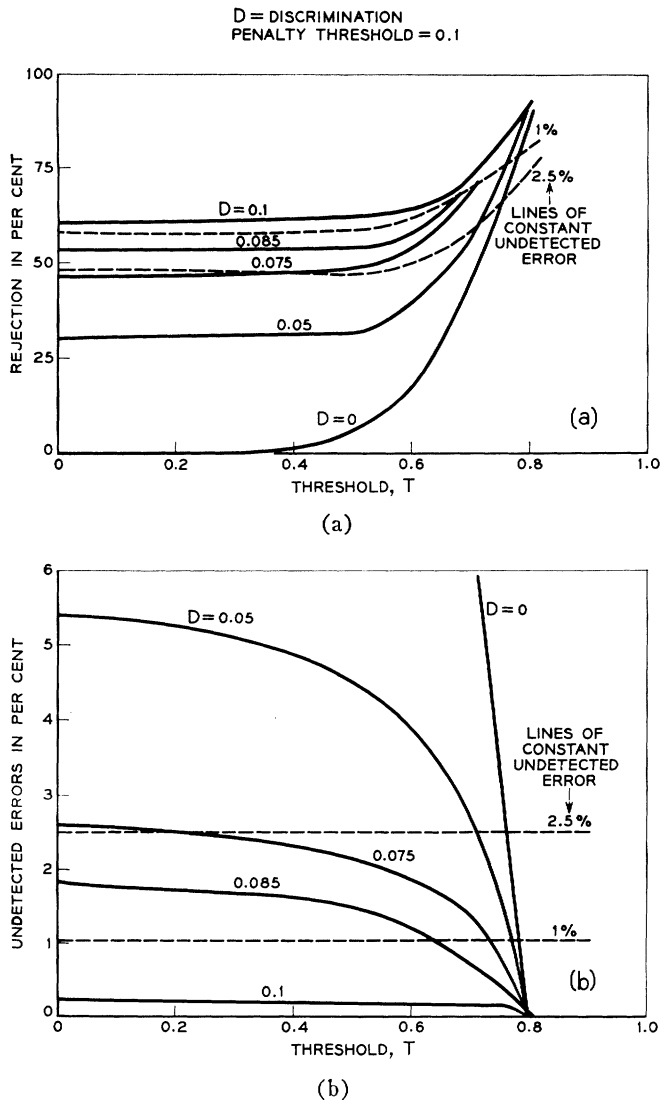 D = DISCRIMINATION
PENALTY THRESHOLD = 0.1
100
75
50
25
0
REJECTION IN PER CENT
D = 0.1
0.085
0.075
0.05
D = 0
1%
2.5%
LINES OF
CONSTANT
UNDETECTED
ERROR
(a)
0
0.2
0.4
0.6
0.8
1.0
THRESHOLD, T
(a)
6
5
4
3
2
1
0
UNDETECTED ERRORS IN PER CENT
D = 0.05
D = 0
LINES OF
CONSTANT
UNDETECTED
ERROR
2.5%
0.075
0.085
1%
0.1
(b)
0
0.2
0.4
0.6
0.8
1.0
THRESHOLD, T
(b)